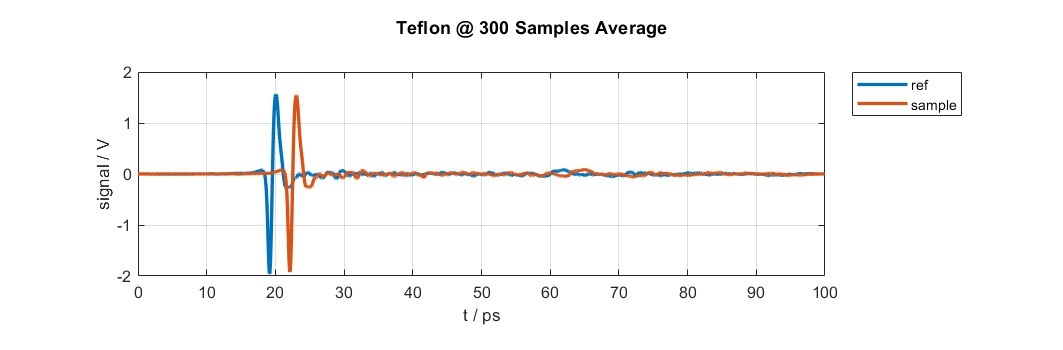 Teflon @ 300 Samples Average
2
1
0
-1
-2
signal / V
0 10 20 30 40 50 60 70 80 90 100
t / ps
ref
sample